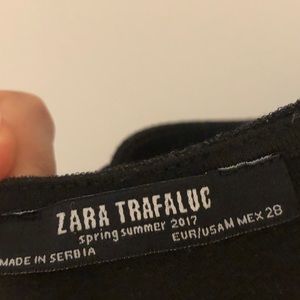 ZARA TRAFALUC
spring summer 2017
MADE IN SERBIA EUR/USA M MEX 28